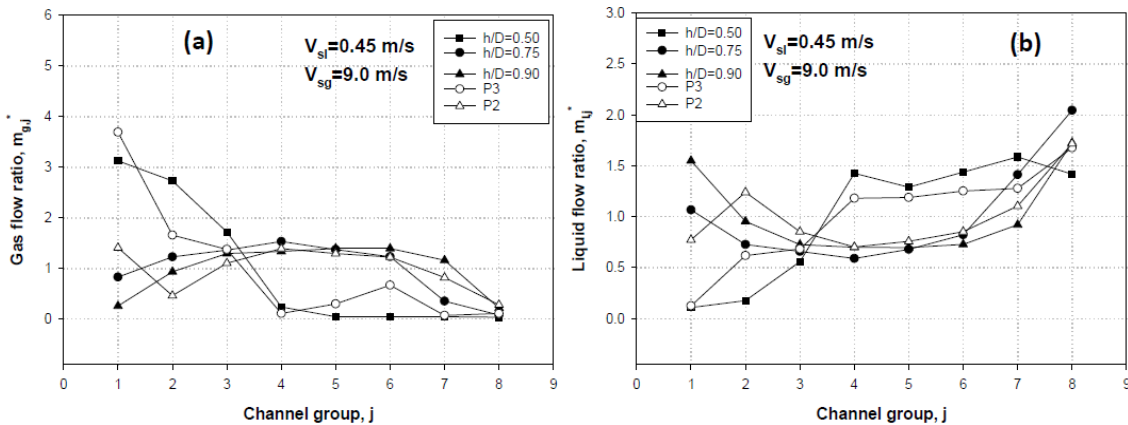 (a)
V_sl=0.45 m/s
V_sg=9.0 m/s
h/D=0.50
h/D=0.75
h/D=0.90
P3
P2
Gas flow ratio, m_g,j^*
6
5
4
3
2
1
0
0 1 2 3 4 5 6 7 8 9
Channel group, j
h/D=0.50
h/D=0.75
h/D=0.90
P3
P2
V_sl=0.45 m/s
V_sg=9.0 m/s
(b)
Liquid flow ratio, m_l,j^*
3.0
2.5
2.0
1.5
1.0
0.5
0.0
0 1 2 3 4 5 6 7 8 9
Channel group, j